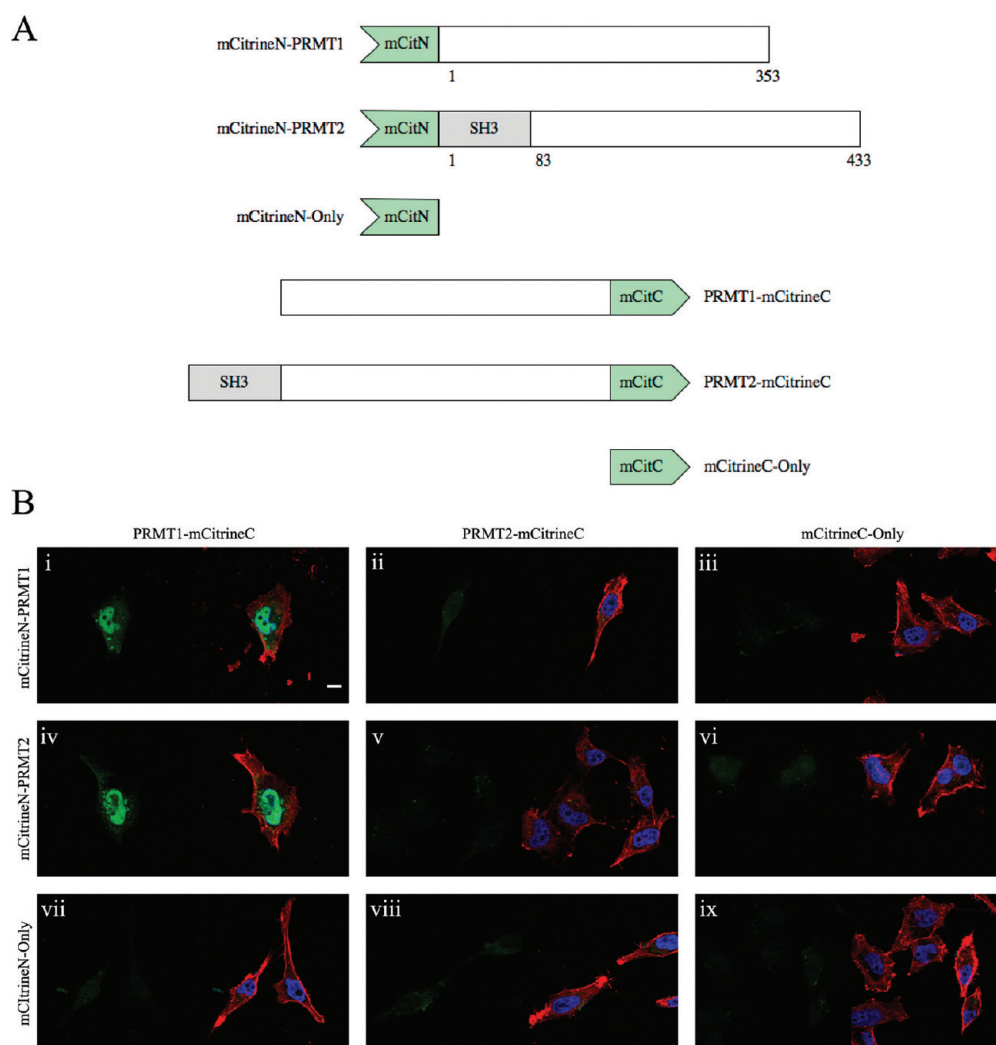 A
mCitrineN-PRMT1
mCitN
1
353
mCitrineN-PRMT2
mCitN
SH3
1
83
433
mCitrineN-Only
mCitN
mCitC
PRMT1-mCitrineC
SH3
mCitC
PRMT2-mCitrineC
mCitC
mCitrineC-Only
B
PRMT1-mCitrineC
PRMT2-mCitrineC
mCitrineC-Only
mCitrineN-PRMT1
i
ii
iii
mCitrineN-PRMT2
iv
v
vi
mCItrineN-Only
vii
viii
ix